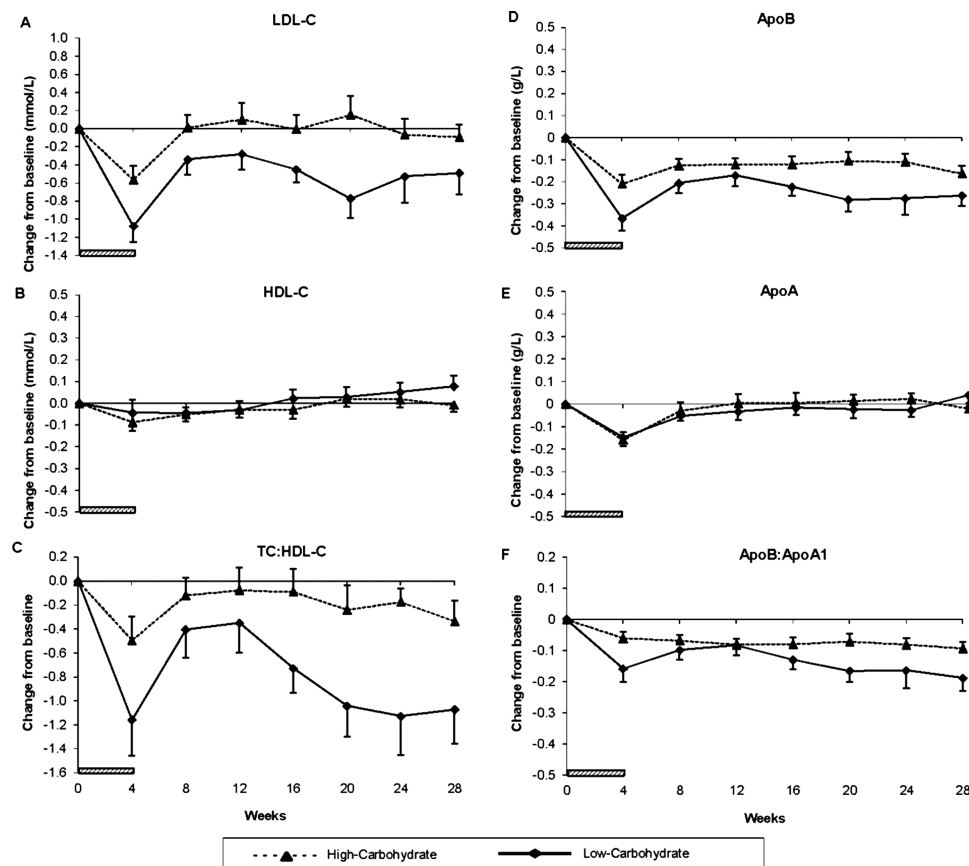 A
LDL-C
Change from baseline (mmol/L)
1.0
0.8
0.6
0.4
0.2
0.0
-0.2
-0.4
-0.6
-0.8
-1.0
-1.2
-1.4
B
HDL-C
Change from baseline (mmol/L)
0.5
0.4
0.3
0.2
0.1
0.0
-0.1
-0.2
-0.3
-0.4
-0.5
C
TC:HDL-C
Change from baseline
0.2
0.0
-0.2
-0.4
-0.6
-0.8
-1.0
-1.2
-1.4
-1.6
0 4 8 12 16 20 24 28
Weeks
D
ApoB
Change from baseline (g/L)
0.5
0.4
0.3
0.2
0.1
0
-0.1
-0.2
-0.3
-0.4
-0.5
E
ApoA
Change from baseline (g/L)
0.5
0.4
0.3
0.2
0.1
0
-0.1
-0.2
-0.3
-0.4
-0.5
F
ApoB:ApoA1
Change from baseline
0.2
0.1
0
-0.1
-0.2
-0.3
-0.4
-0.5
0 4 8 12 16 20 24 28
Weeks
High-Carbohydrate Low-Carbohydrate